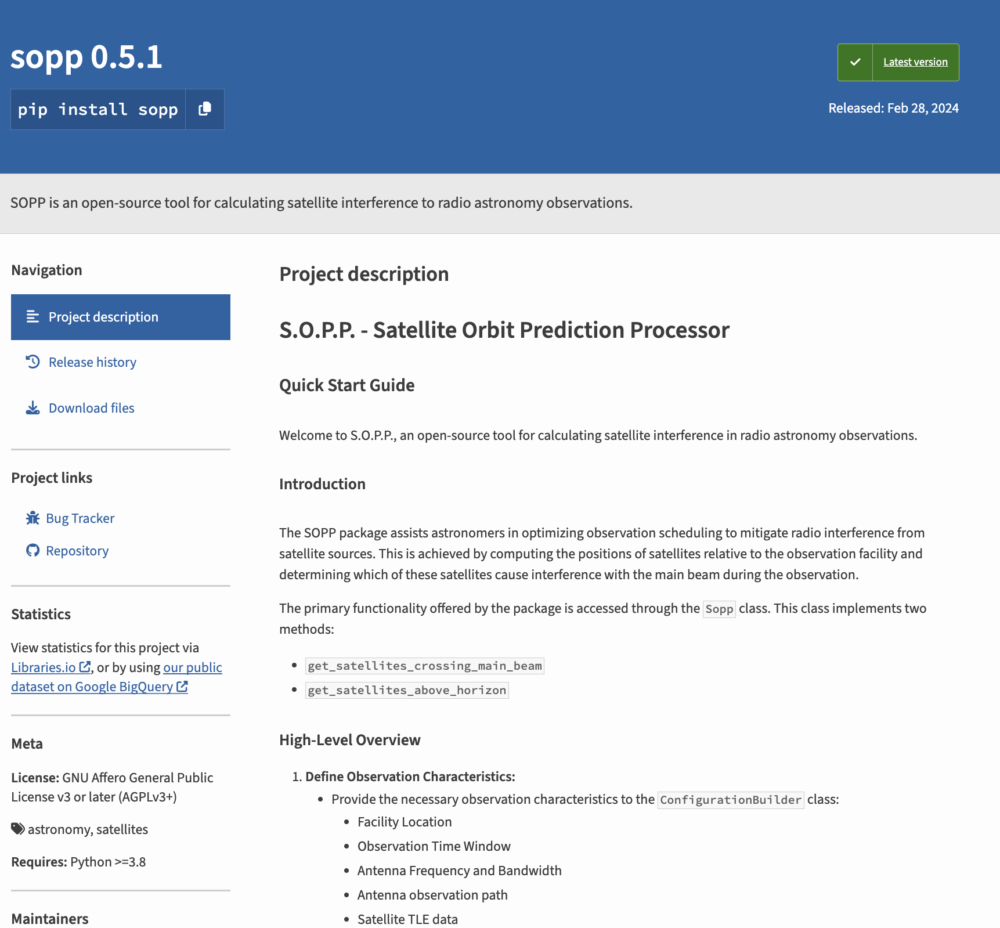 sopp 0.5.1
pip install sopp
Latest version
Released: Feb 28, 2024
SOPP is an open-source tool for calculating satellite interference to radio astronomy observations.
Navigation
Project description
Release history
Download files
Project links
Bug Tracker
Repository
Statistics
View statistics for this project via
Libraries.io, or by using our public
dataset on Google BigQuery
Meta
License: GNU Affero General Public
License v3 or later (AGPLv3+)
astronomy, satellites
Requires: Python >=3.8
Maintainers
Project description
S.O.P.P. - Satellite Orbit Prediction Processor
Quick Start Guide
Welcome to S.O.P.P., an open-source tool for calculating satellite interference in radio astronomy observations.
Introduction
The SOPP package assists astronomers in optimizing observation scheduling to mitigate radio interference from
satellite sources. This is achieved by computing the positions of satellites relative to the observation facility and
determining which of these satellites cause interference with the main beam during the observation.
The primary functionality offered by the package is accessed through the Sopp class. This class implements two
methods:
• get_satellites_crossing_main_beam
• get_satellites_above_horizon
High-Level Overview
1. Define Observation Characteristics:
• Provide the necessary observation characteristics to the ConfigurationBuilder class:
• Facility Location
• Observation Time Window
• Antenna Frequency and Bandwidth
• Antenna observation path
• Satellite TLE data